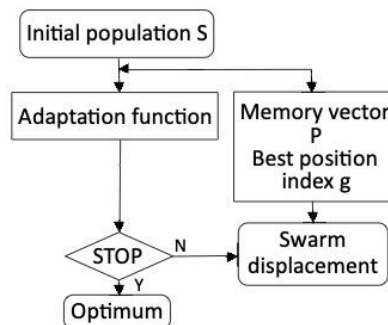 Initial population S
Adaptation function
Memory vector
P
Best position
index g
STOP
N
Swarm
displacement
Y
Optimum